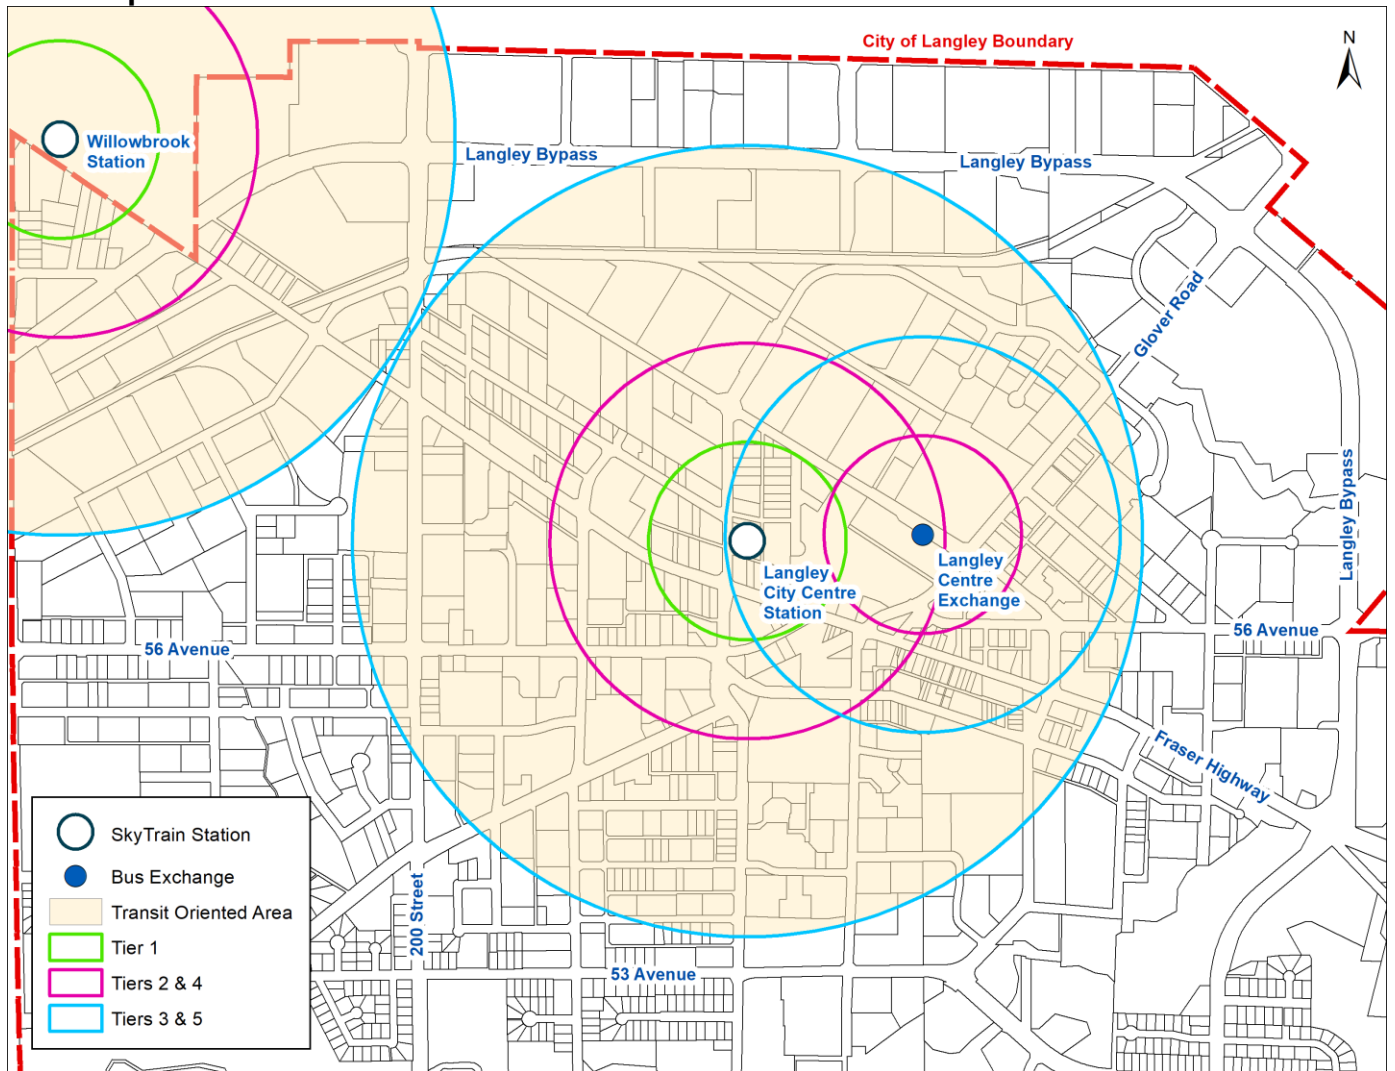 City of Langley Boundary
N
Willowbrook
Station
Langley Bypass
Langley Bypass
Glover Road
Langley Bypass
Langley
City Centre
Station
Langley
Centre
Exchange
56 Avenue
56 Avenue
Fraser Highway
200 Street
53 Avenue
SkyTrain Station
Bus Exchange
Transit Oriented Area
Tier 1
Tiers 2 & 4
Tiers 3 & 5